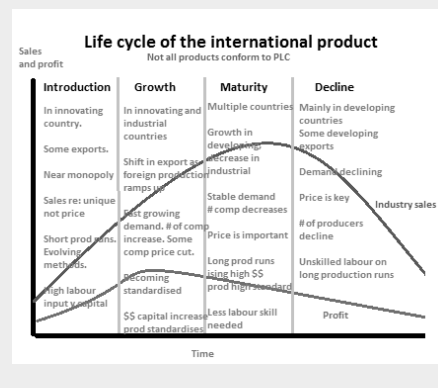 Life cycle of the international product
Not all products conform to PLC
Sales
and profit
Introduction
In innovating
country.
Some exports.
Near monopoly
Sales re: unique
not price
Short prod runs.
Evolving
methods.
High labour
input v capital
Growth
In innovating and
industrial
countries
Shift in export as
foreign production
ramps up
Fast growing
demand. # of comp
increase. Some
comp price cut.
Becoming
standardised
$$ capital increase
prod standardises
Maturity
Multiple countries
Growth in
developing,
decrease in
industrial
Stable demand
# comp decreases
Price is important
Long prod runs
ising high $$
prod high standard
Less labour skill
needed
Decline
Mainly in developing
countries
Some developing
exports
Demand declining
Price is key
# of producers
decline
Unskilled labour on
long production runs
Industry sales
Profit
Time